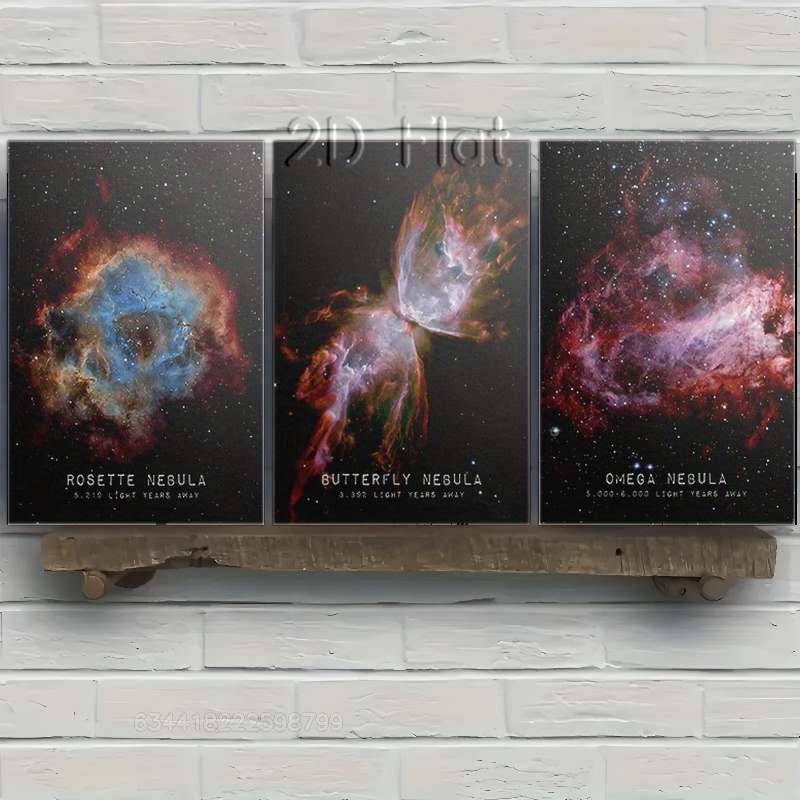 2D Flat
ROSETTE NEBULA
5.219 LIGHT YEARS AWAY
BUTTERFLY NEBULA
3.392 LIGHT YEARS AWAY
OMEGA NEBULA
5.000-6.000 LIGHT YEARS AWAY
634418222598799